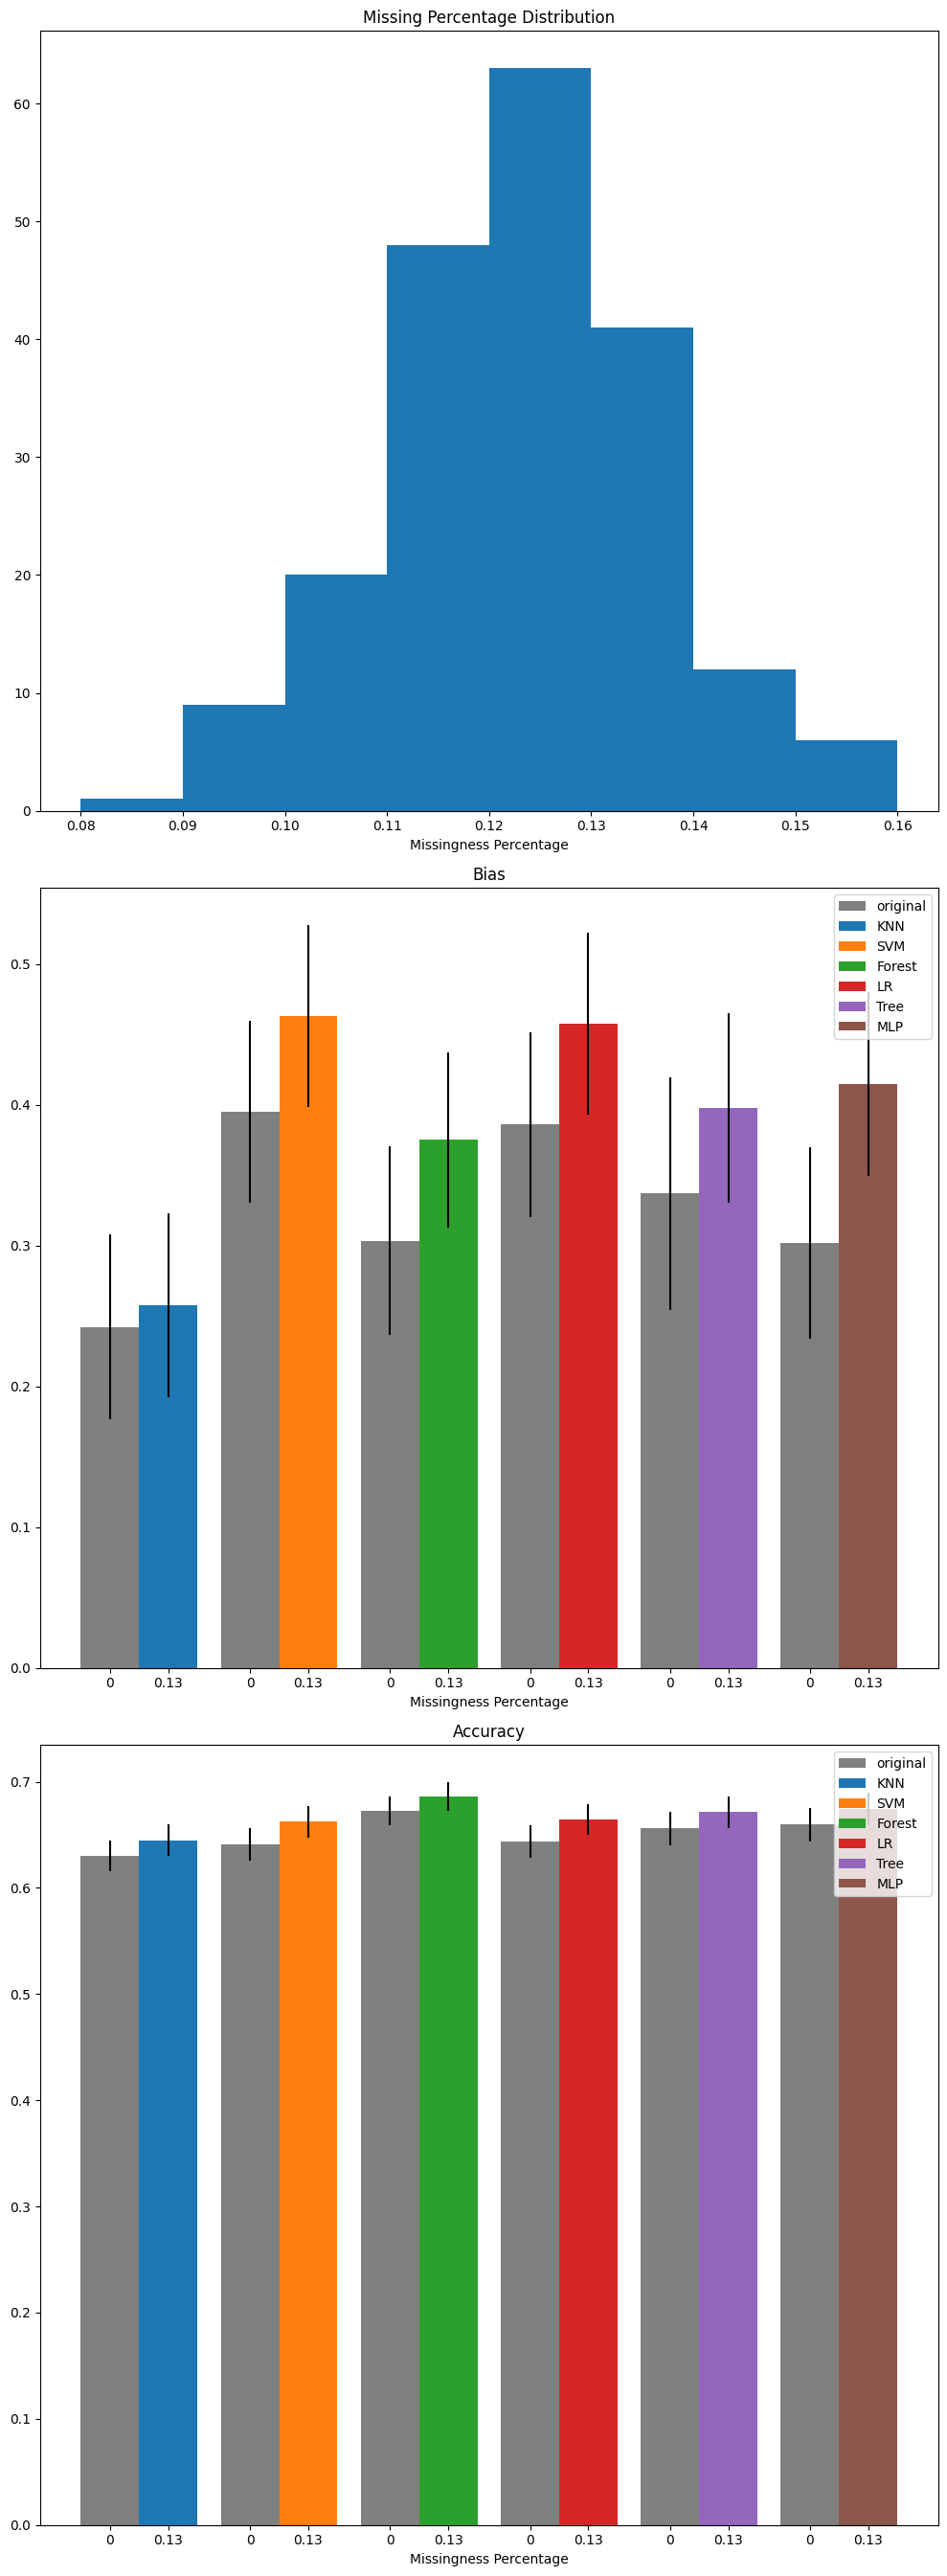 Missing Percentage Distribution
60
50
40
30
20
10
0
0.08 0.09 0.10 0.11 0.12 0.13 0.14 0.15 0.16
Missingness Percentage
Bias
original
KNN
SVM
Forest
LR
Tree
MLP
0.5
0.4
0.3
0.2
0.1
0.0
0 0.13 0 0.13 0 0.13 0 0.13 0 0.13 0 0.13
Missingness Percentage
Accuracy
original
KNN
SVM
Forest
LR
Tree
MLP
0.7
0.6
0.5
0.4
0.3
0.2
0.1
0.0
0 0.13 0 0.13 0 0.13 0 0.13 0 0.13 0 0.13
Missingness Percentage